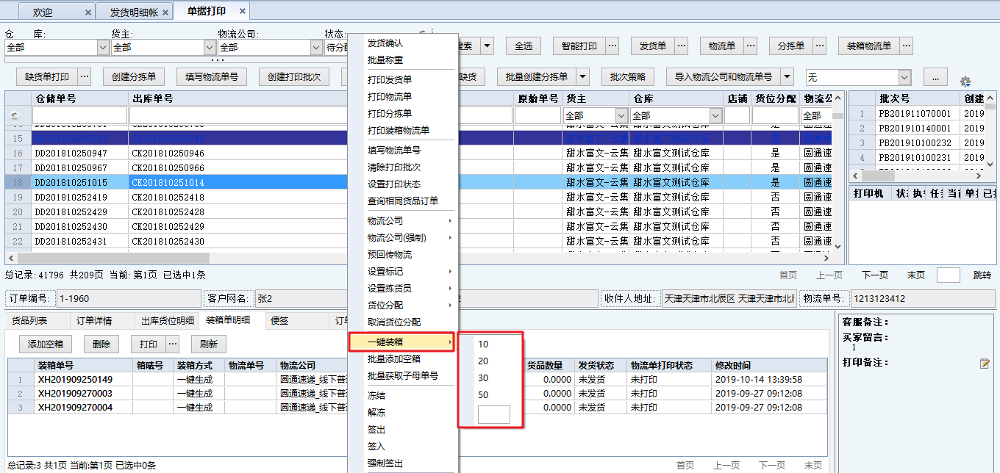 欢迎 × 发货明细帐 × 单据打印 ×
仓 库: 货主: 物流公司: 状态:
全部 全部 全部 待分配 搜索 全选 智能打印 ... 发货单 ... 物流单 ... 分拣单 ... 装箱物流单 ...
缺货单打印 ... 创建分拣单 填写物流单号 创建打印批次 缺货 批量创建分拣单 批次策略 导入物流公司和物流单号 无 ...
仓储单号 出库单号 原始单号 货主 仓库 店铺 货位分配 物流公
全部 全部 全部
15 DD201810250747 CK201810250746 甜水富文-云集 甜水富文测试仓库 是 圆通速
16 DD201810250947 CK201810250946 甜水富文-云集 甜水富文测试仓库 是 圆通速
17 DD201810250967 CK201810250966 甜水富文-云集 甜水富文测试仓库 是 圆通速
18 DD201810251015 CK201810251014 甜水富文-云集 甜水富文测试仓库 是 圆通速
19 DD201810252419 CK201810252418 甜水富文-云集 甜水富文测试仓库 否 圆通速
20 DD201810252429 CK201810252428 甜水富文-云集 甜水富文测试仓库 否 圆通速
21 DD201810252430 CK201810252429 甜水富文-云集 甜水富文测试仓库 否 圆通速
22 DD201810252431 CK201810252430 甜水富文-云集 甜水富文测试仓库 否 圆通速
总记录:41796 共209页 当前:第1页 已选中1条 首页 上一页 下一页 末页 跳转
批次号 创建
1 PB201911070001 2019
2 PB201910140001 2019
3 PB201910100232 2019
4 PB201910100231 2019
打印机 状 执行 任务 当前 单据 已打
发货确认
批量称重
打印发货单
打印物流单
打印分拣单
打印装箱物流单
填写物流单号
清除打印批次
设置打印状态
查询相同货品订单
物流公司
物流公司(强制)
预回传物流
设置标记
设置拣货员
货位分配
取消货位分配
一键装箱
批量添加空箱
批量获取子母单号
冻结
解冻
签出
签入
强制签出
10
20
30
50
订单编号: 1-1960 客户网名: 张2 2 收件人地址: 天津天津市北辰区 天津天津市北 物流单号: 1213123412
货品列表 订单详情 出库货位明细 装箱单明细 便签 订单
添加空箱 删除 打印 ... 刷新
装箱单号 箱唛号 装箱方式 物流单号 物流公司 货品数量 发货状态 物流单打印状态 修改时间
1 XH201909250149 一键生成 圆通速递_线下普通 0.0000 未发货 未打印 2019-10-14 13:39:58
2 XH201909270003 一键生成 圆通速递_线下普通 0.0000 未发货 未打印 2019-09-27 09:12:08
3 XH201909270004 一键生成 圆通速递_线下普通 0.0000 未发货 未打印 2019-09-27 09:12:08
总记录:3 共1页 当前:第1页 已选中0条 首页 上一页 下一页 末页
客服备注:
买家留言:
1
打印备注: